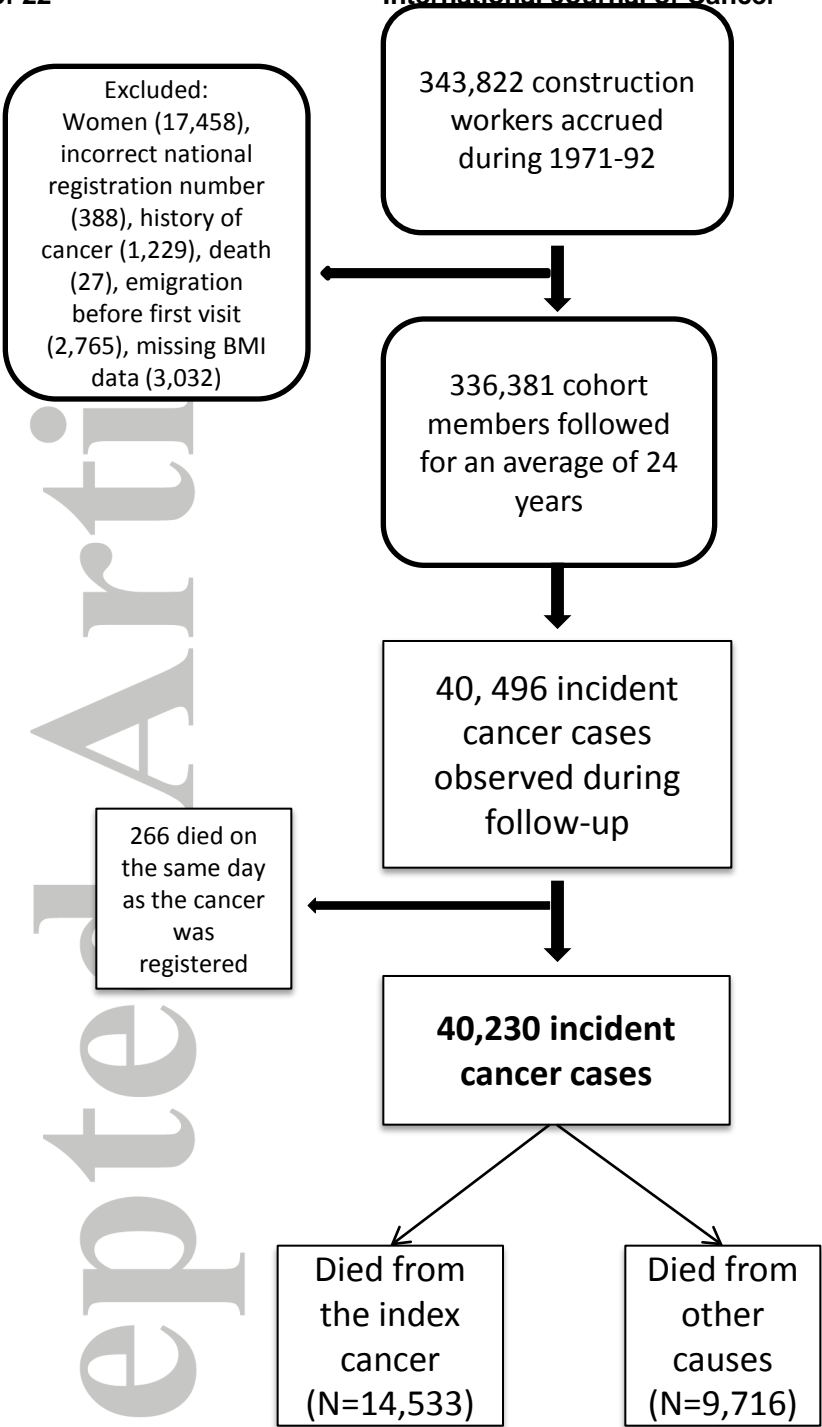 343,822 construction
workers accrued
during 1971-92
Excluded:
Women (17,458),
incorrect national
registration number
(388), history of
cancer (1,229), death
(27), emigration
before first visit
(2,765), missing BMI
data (3,032)
336,381 cohort
members followed
for an average of 24
years
40, 496 incident
cancer cases
observed during
follow-up
266 died on
the same day
as the cancer
was
registered
40,230 incident
cancer cases
Died from
the index
cancer
(N=14,533)
Died from
other
causes
(N=9,716)
epted Arti